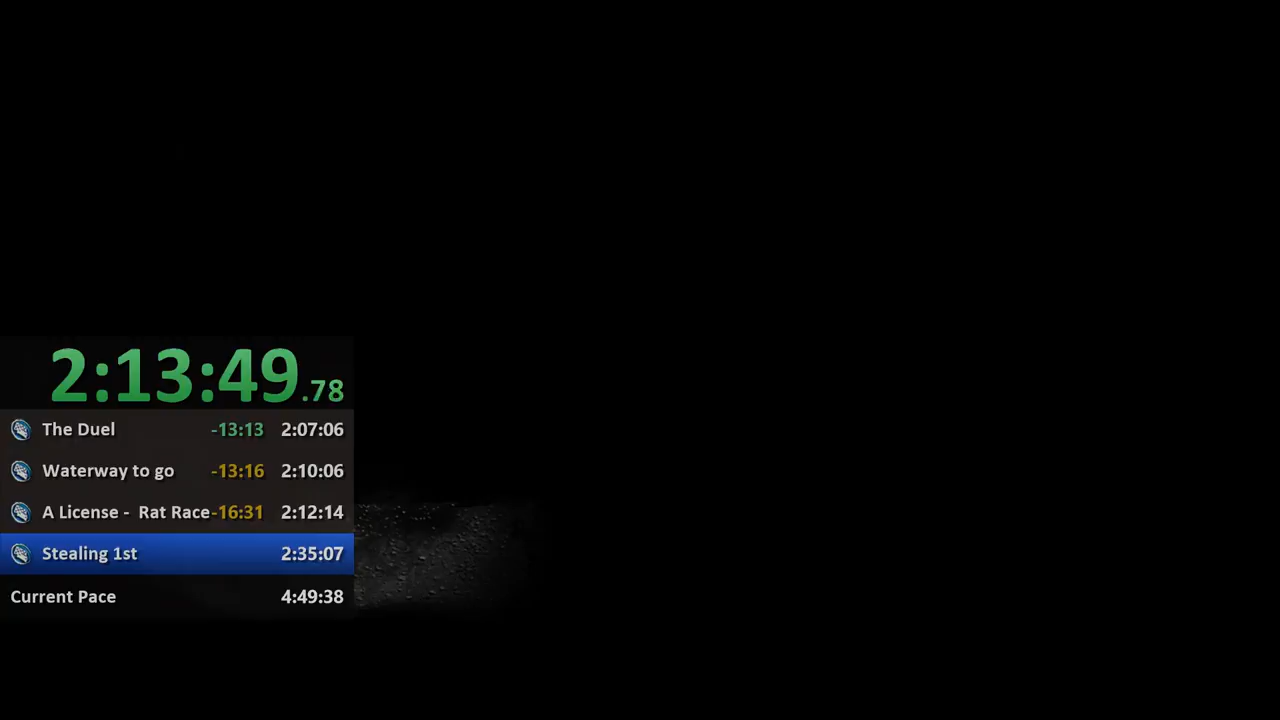 2:13:49.78
The Duel -13:13 2:07:06
Waterway to go -13:16 2:10:06
A License - Rat Race -16:31 2:12:14
Stealing 1st 2:35:07
Current Pace 4:49:38